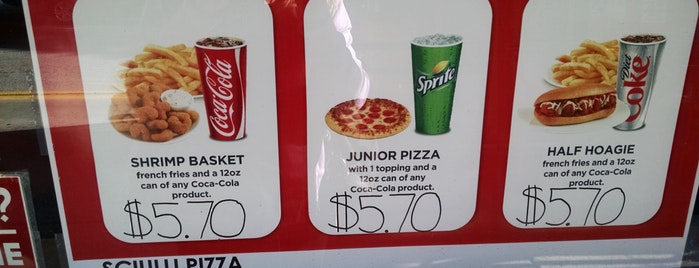 Coca-Cola
SHRIMP BASKET
french fries and a 12oz
can of any Coca-Cola
product.
$5.70
Sprite
JUNIOR PIZZA
with 1 topping and a
12oz can of any
Coca-Cola product.
$5.70
Diet
Coke
HALF HOAGIE
french fries and a 12oz
can of any Coca-Cola
product.
$5.70
?
SCIULLI PIZZA